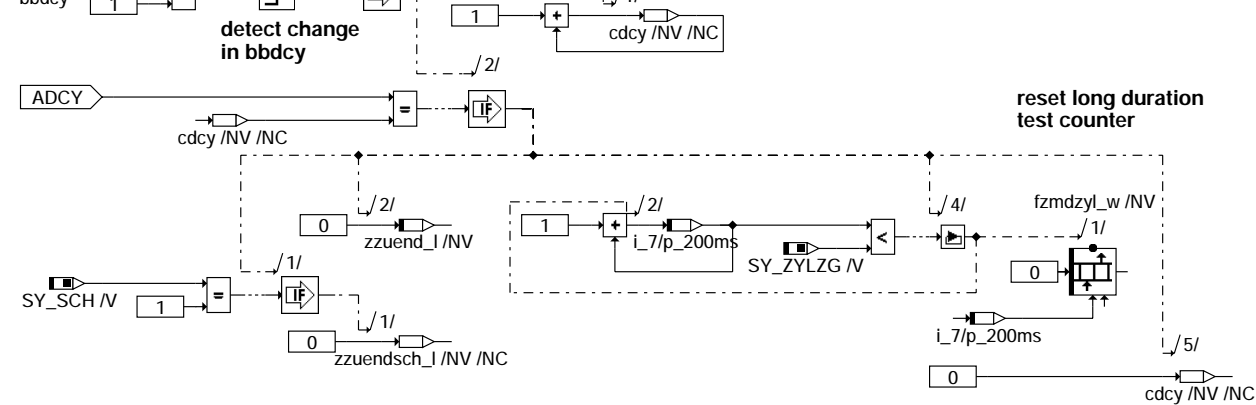 bbdcy
1
detect change
in bbdcy
1
+
cdcy /NV /NC
2/
ADCY
=
IF
cdcy /NV /NC
reset long duration
test counter
2/
0
zzuend_l /NV
1
+
2/
i_7/p_200ms
SY_ZYLZG /V
<
4/
fzmdzyl_w /NV
1/
0
i_7/p_200ms
1/
SY_SCH /V
1
=
IF
1/
0
zzuendsch_l /NV /NC
5/
0
cdcy /NV /NC